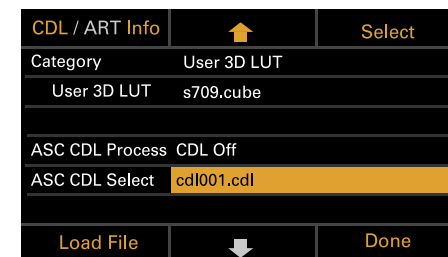 CDL / ART Info Select
Category User 3D LUT
User 3D LUT s709.cube
ASC CDL Process CDL Off
ASC CDL Select cdl001.cdl
Load File Done